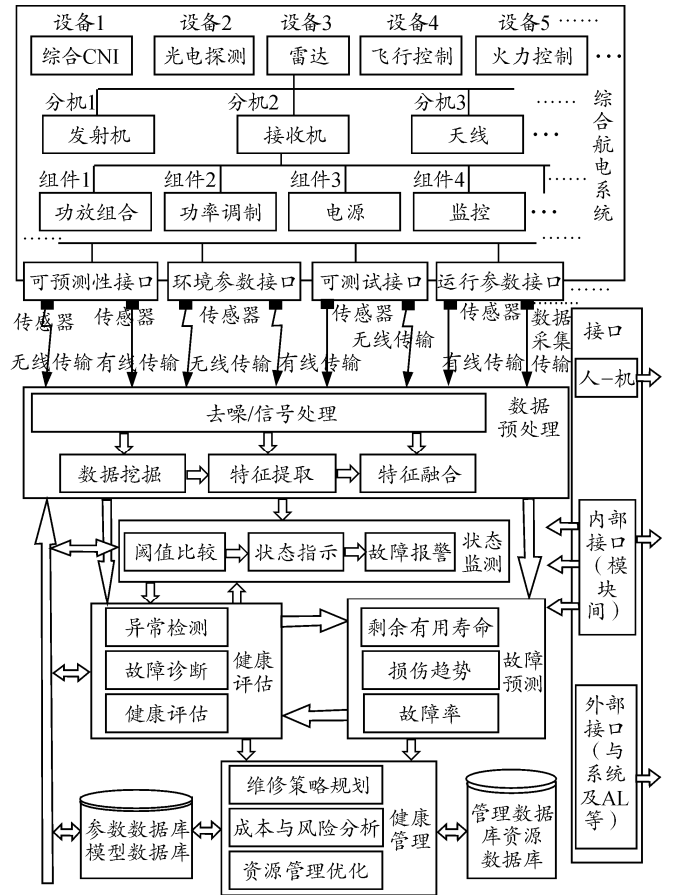 设备1 设备2 设备3 设备4 设备5 ……
综合CNI 光电探测 雷达 飞行控制 火力控制 …
分机1 分机2 分机3 ……
发射机 接收机 天线 …
综合航电系统
组件1 组件2 组件3 组件4 ……
功放组合 功率调制 电源 监控 …
…… ……
可预测性接口 环境参数接口 可测试接口 运行参数接口 ……
传感器 传感器 传感器 传感器 传感器 数据采集传输
无线传输 有线传输 无线传输 有线传输 无线传输 有线传输
接口
人-机
去噪/信号处理
数据预处理
数据挖掘 特征提取 特征融合
阈值比较 状态指示 故障报警
状态监测
内部接口（模块间）
异常检测
故障诊断
健康评估
健康评估
剩余有用寿命
损伤趋势
故障率
故障预测
外部接口（与系统及AL等）
维修策略规划
成本与风险分析
资源管理优化
健康管理
参数数据库
模型数据库
管理数据
库资源
数据库